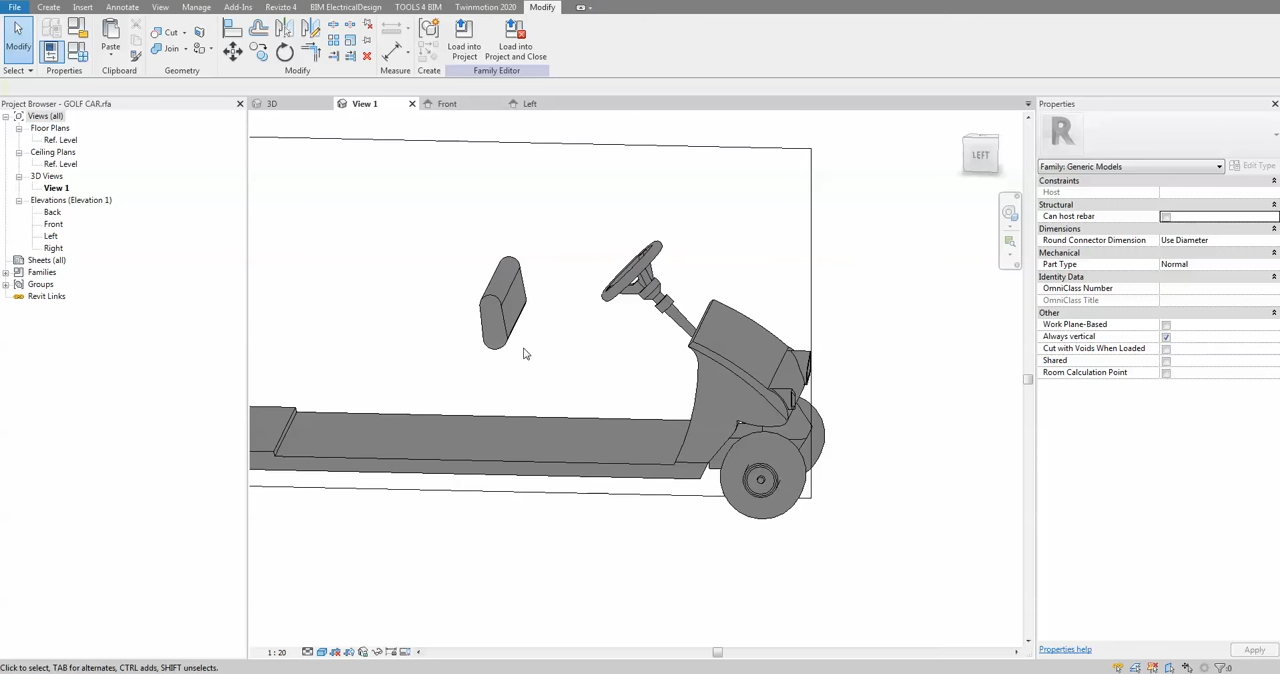 File Create Insert Annotate View Manage Add-Ins Revizto 4 BIM ElectricalDesign TOOLS 4 BIM Twinmotion 2020 Modify
Modify
Paste
Cut
Join
Load into
Project
Load into
Project and Close
Select Properties Clipboard Geometry Modify Measure Create Family Editor
Project Browser - GOLF CAR.rfa
Views (all)
Floor Plans
Ref. Level
Ceiling Plans
Ref. Level
3D Views
View 1
Elevations (Elevation 1)
Back
Front
Left
Right
Sheets (all)
Families
Groups
Revit Links
3D View 1 Front Left
LEFT
Properties
R
Family: Generic Models Edit Type
Constraints
Host
Structural
Can host rebar
Dimensions
Round Connector Dimension Use Diameter
Mechanical
Part Type Normal
Identity Data
OmniClass Number
OmniClass Title
Other
Work Plane-Based
Always vertical
Cut with Voids When Loaded
Shared
Room Calculation Point
Properties help Apply
1 : 20
Click to select, TAB for alternates, CTRL adds, SHIFT unselects.
:0